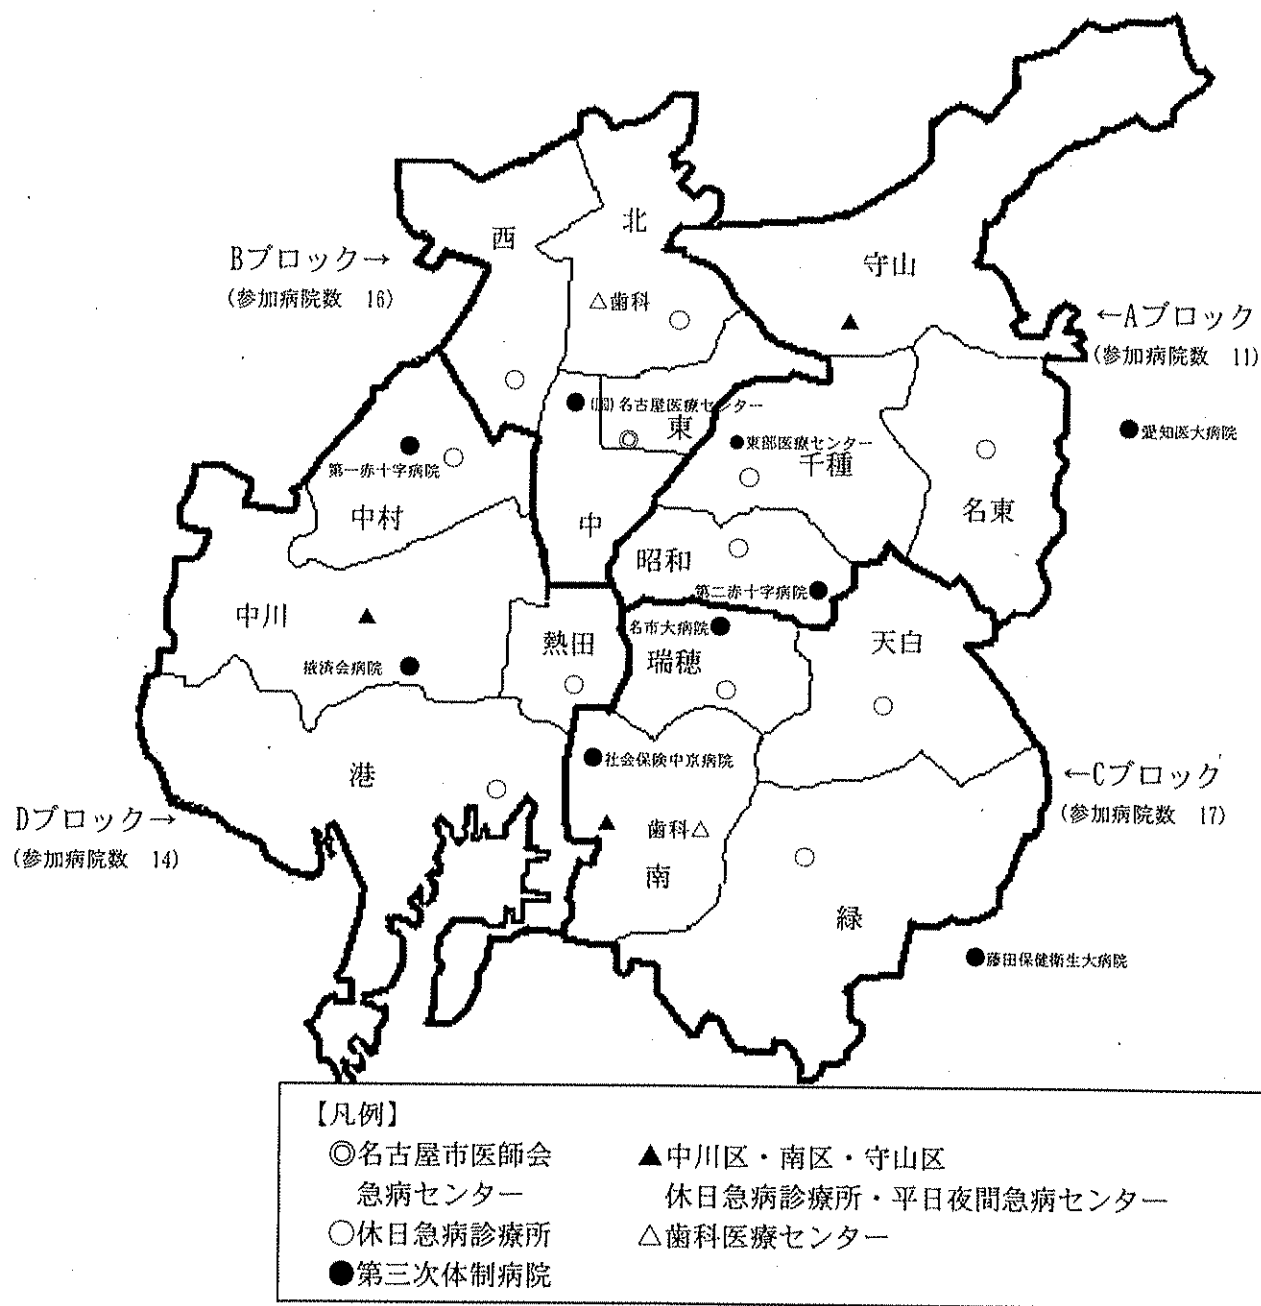 北
西
Bブロック→
(参加病院数 16)
守山
△歯科
←Aブロック
(参加病院数 11)
●(国)名古屋医療センター
東
◎
●愛知医大病院
●東部医療センター
千種
第一赤十字病院
中村
中
名東
昭和
第二赤十字病院●
中川
熱田
名市大病院●
瑞穂
天白
掖済会病院
●社会保険中京病院
港
←Cブロック
(参加病院数 17)
Dブロック→
(参加病院数 14)
歯科△
南
緑
●藤田保健衛生大病院
【凡例】
◎名古屋市医師会
急病センター
○休日急病診療所
●第三次体制病院
▲中川区・南区・守山区
休日急病診療所・平日夜間急病センター
△歯科医療センター